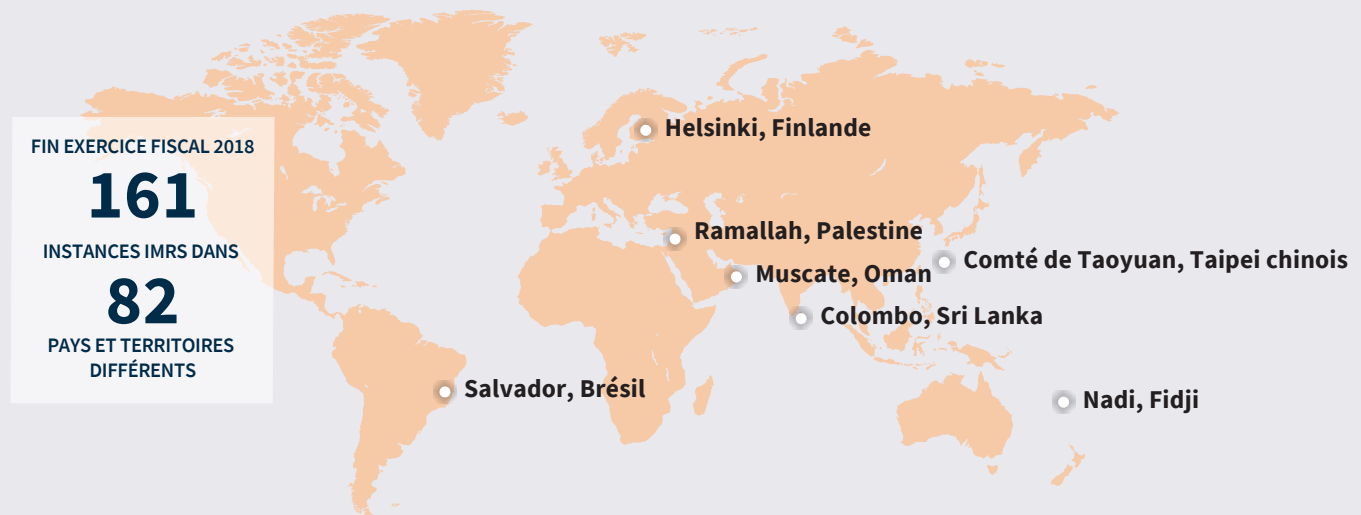 FIN EXERCICE FISCAL 2018
161
INSTANCES IMRS DANS
82
PAYS ET TERRITOIRES
DIFFÉRENTS
Helsinki, Finlande
Ramallah, Palestine
Muscate, Oman
Comté de Taoyuan, Taipei chinois
Colombo, Sri Lanka
Salvador, Brésil
Nadi, Fidji